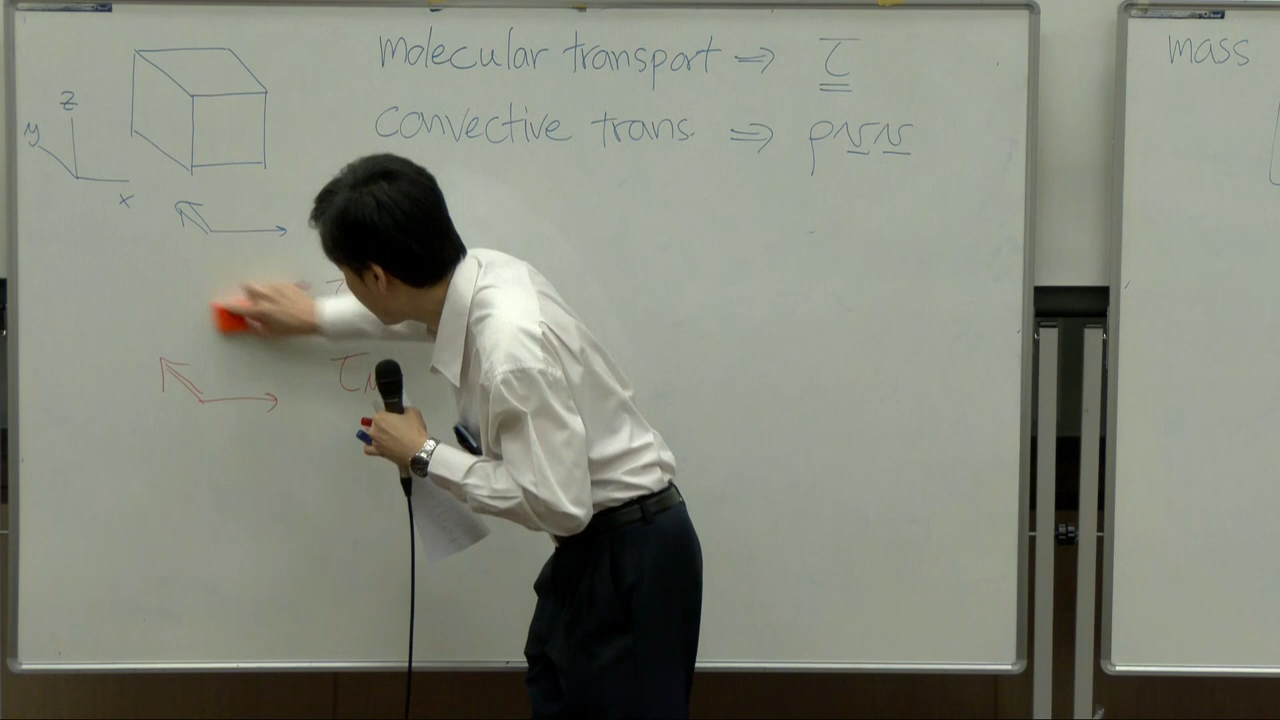 molecular transport ⇒ τ
convective trans. ⇒ ρvv
mass
z
y
x
τ